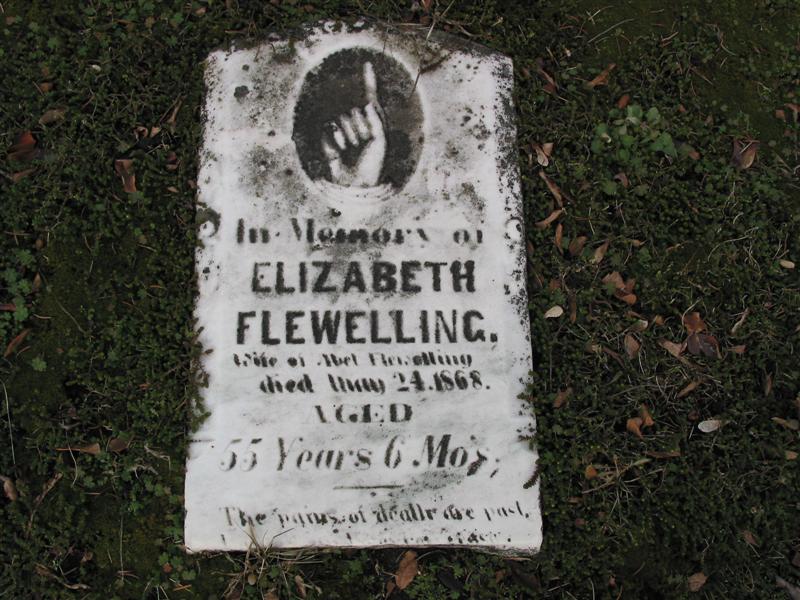 In Memory of
ELIZABETH
FLEWELLING.
Wife of Abel Flewelling
died May 24, 1868.
AGED
55 Years 6 Mos.
The pains of death are past,